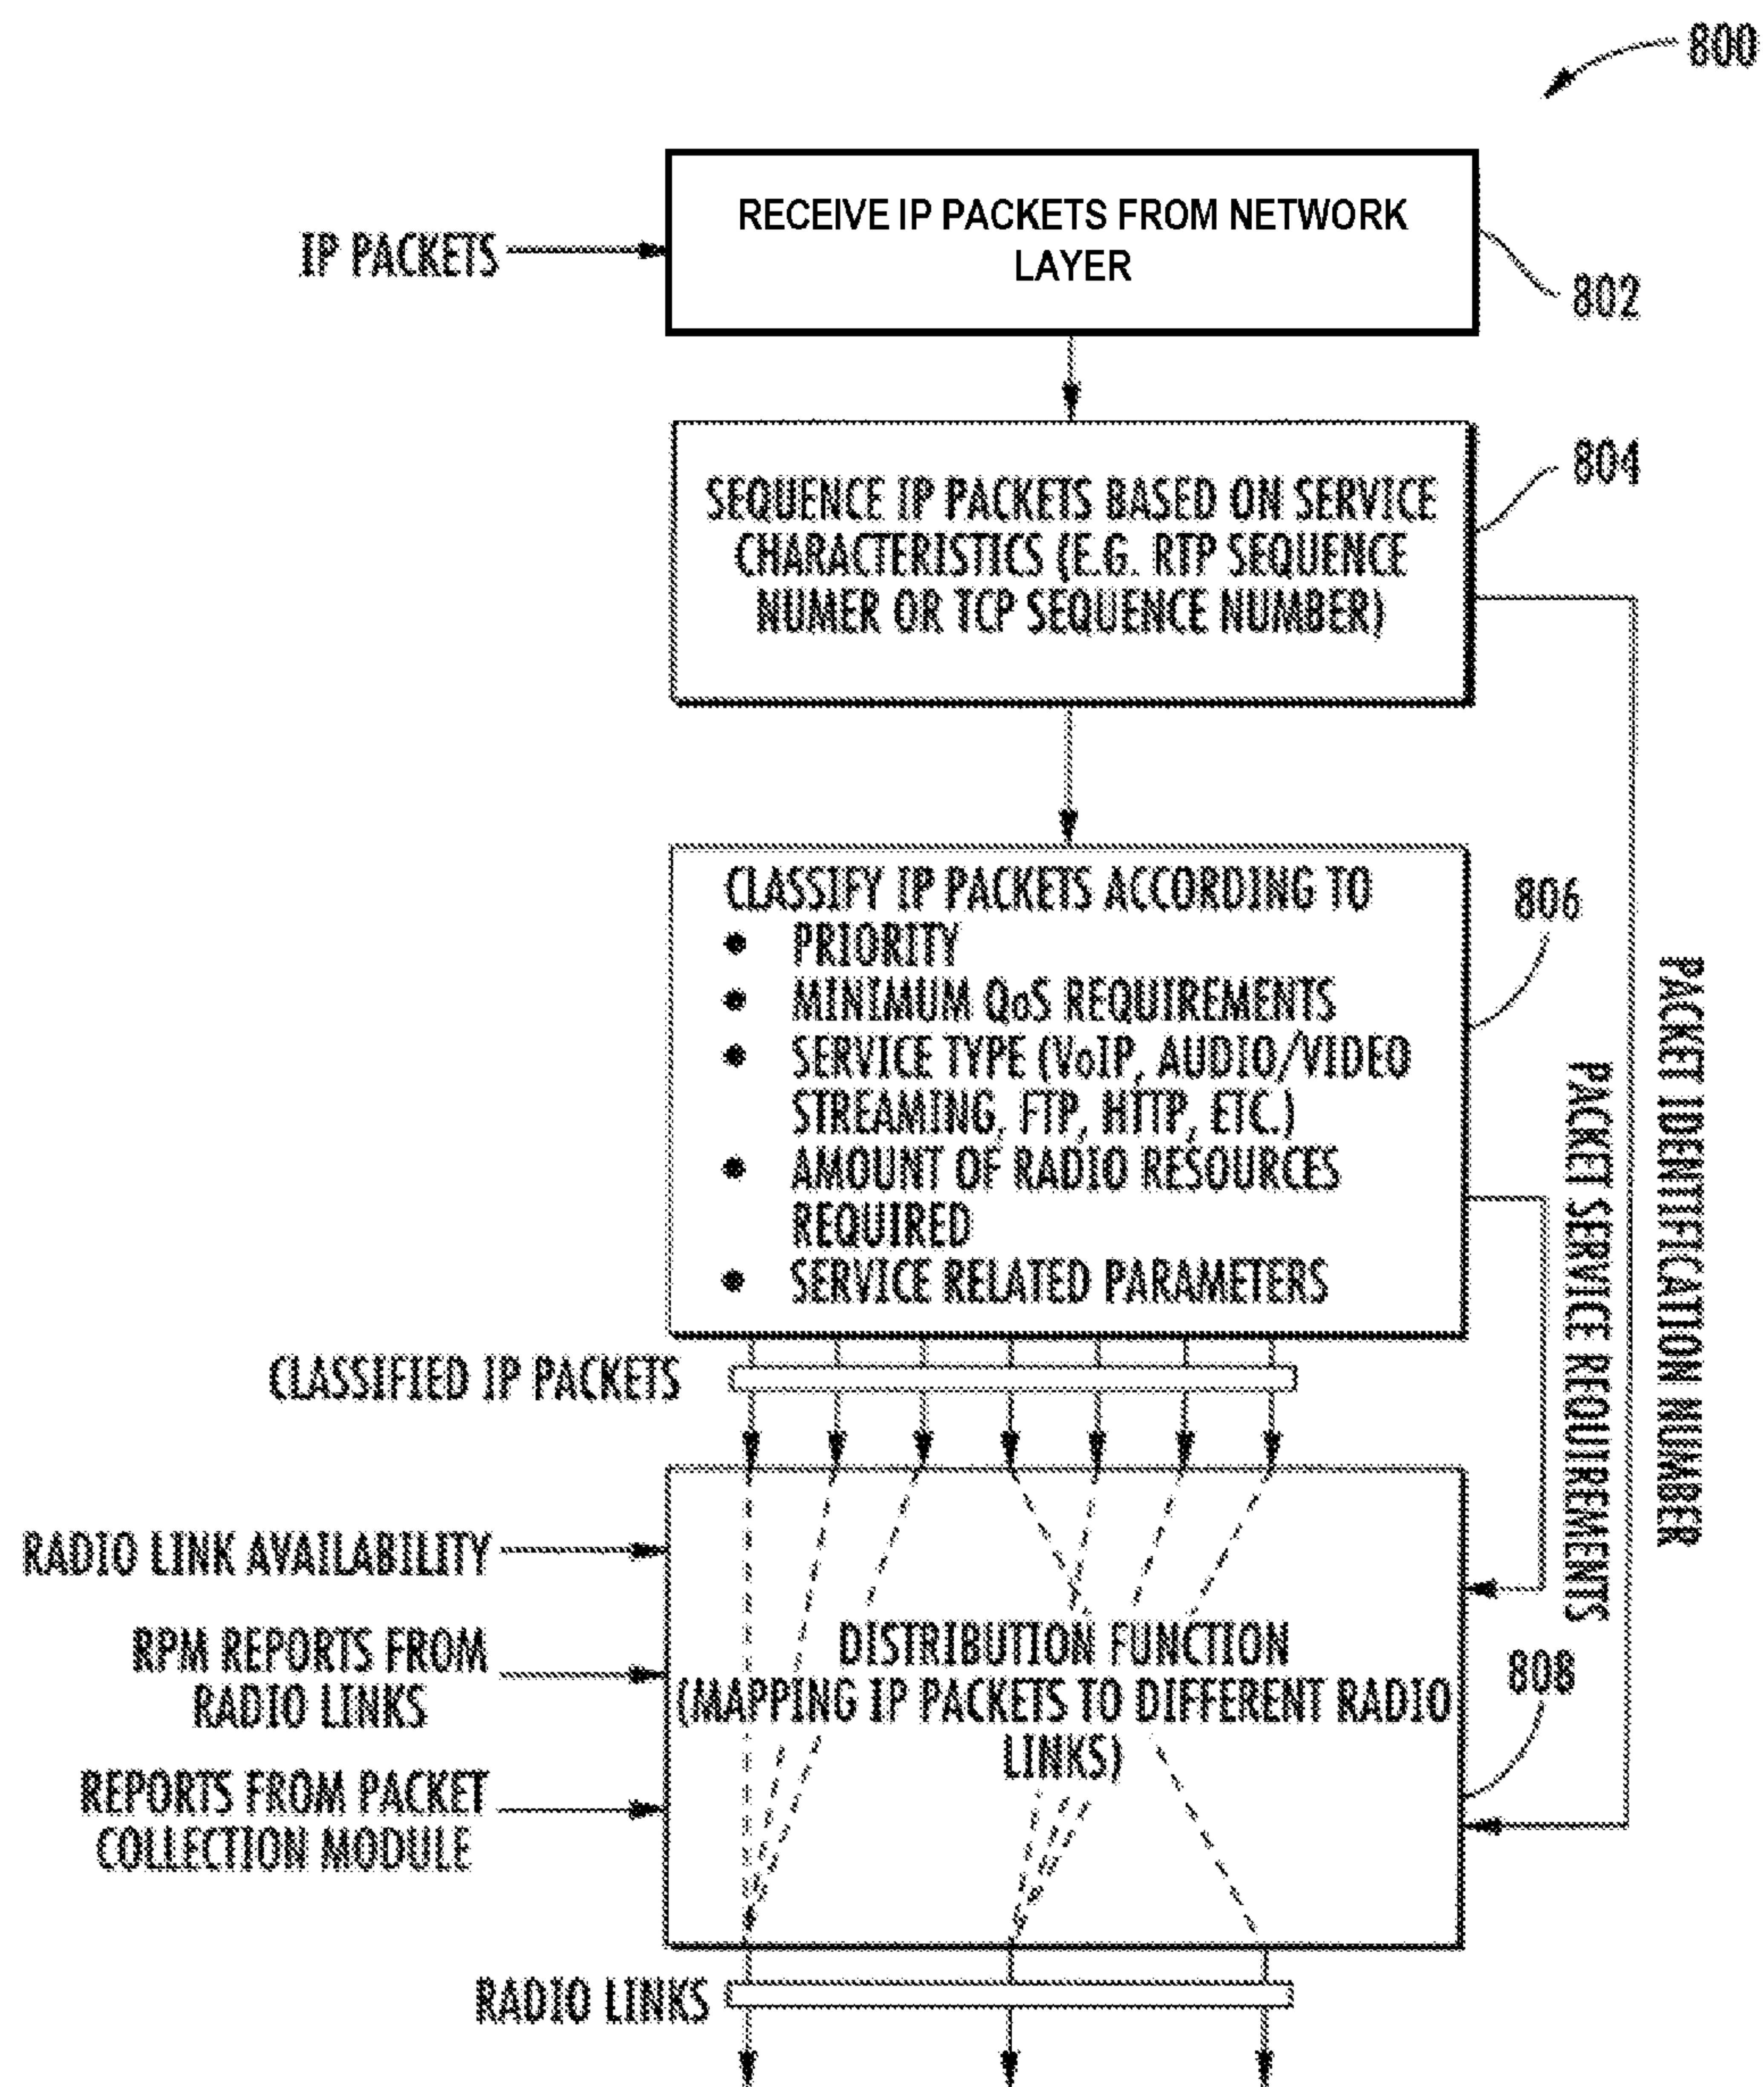 800
RECEIVE IP PACKETS FROM NETWORK
LAYER
IP PACKETS
802
804
SEQUENCE IP PACKETS BASED ON SERVICE
CHARACTERISTICS (E.G. RTP SEQUENCE
NUMER OR TCP SEQUENCE NUMBER)
CLASSIFY IP PACKETS ACCORDING TO
• PRIORITY
• MINIMUM QoS REQUIREMENTS
• SERVICE TYPE (VoIP, AUDIO/VIDEO
STREAMING, FTP, HTTP, ETC.)
• AMOUNT OF RADIO RESOURCES
REQUIRED
• SERVICE RELATED PARAMETERS
806
PACKET SERVICE REQUIREMENTS
PACKET IDENTIFICATION NUMBER
CLASSIFIED IP PACKETS
RADIO LINK AVAILABILITY
RPM REPORTS FROM
RADIO LINKS
REPORTS FROM PACKET
COLLECTION MODULE
DISTRIBUTION FUNCTION
(MAPPING IP PACKETS TO DIFFERENT RADIO
LINKS)
808
RADIO LINKS